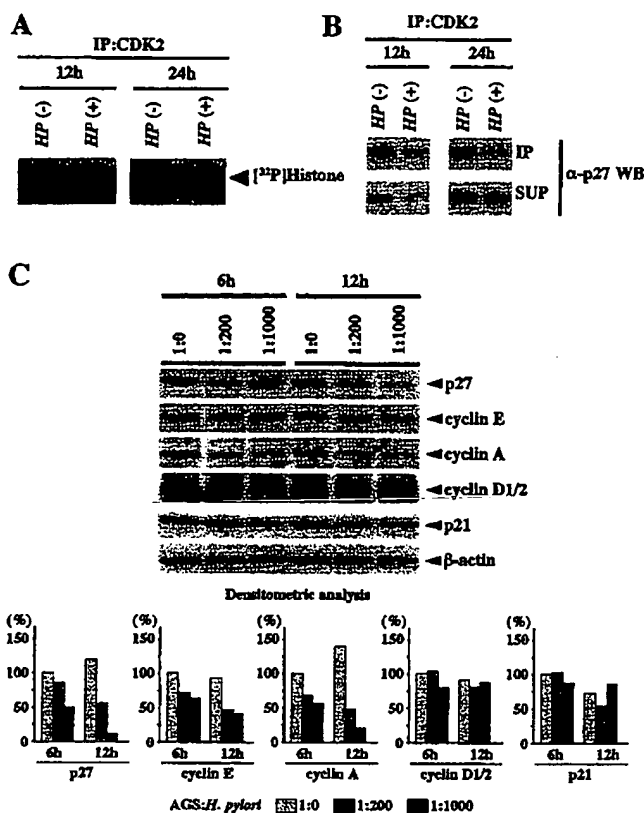 A
IP:CDK2
12h 24h
HP (-) HP (+) HP (-) HP (+)
[³²P]Histone
B
IP:CDK2
12h 24h
HP (-) HP (+) HP (-) HP (+)
IP
SUP
α-p27 WB
C
6h 12h
1:0 1:200 1:1000 1:0 1:200 1:1000
p27
cyclin E
cyclin A
cyclin D1/2
p21
β-actin
Densitometric analysis
(%) (%) (%) (%) (%)
150 150 150 150 150
100 100 100 100 100
50 50 50 50 50
0 0 0 0 0
6h 12h 6h 12h 6h 12h 6h 12h 6h 12h
p27 cyclin E cyclin A cyclin D1/2 p21
AGS:H. pylori 1:0 1:200 1:1000